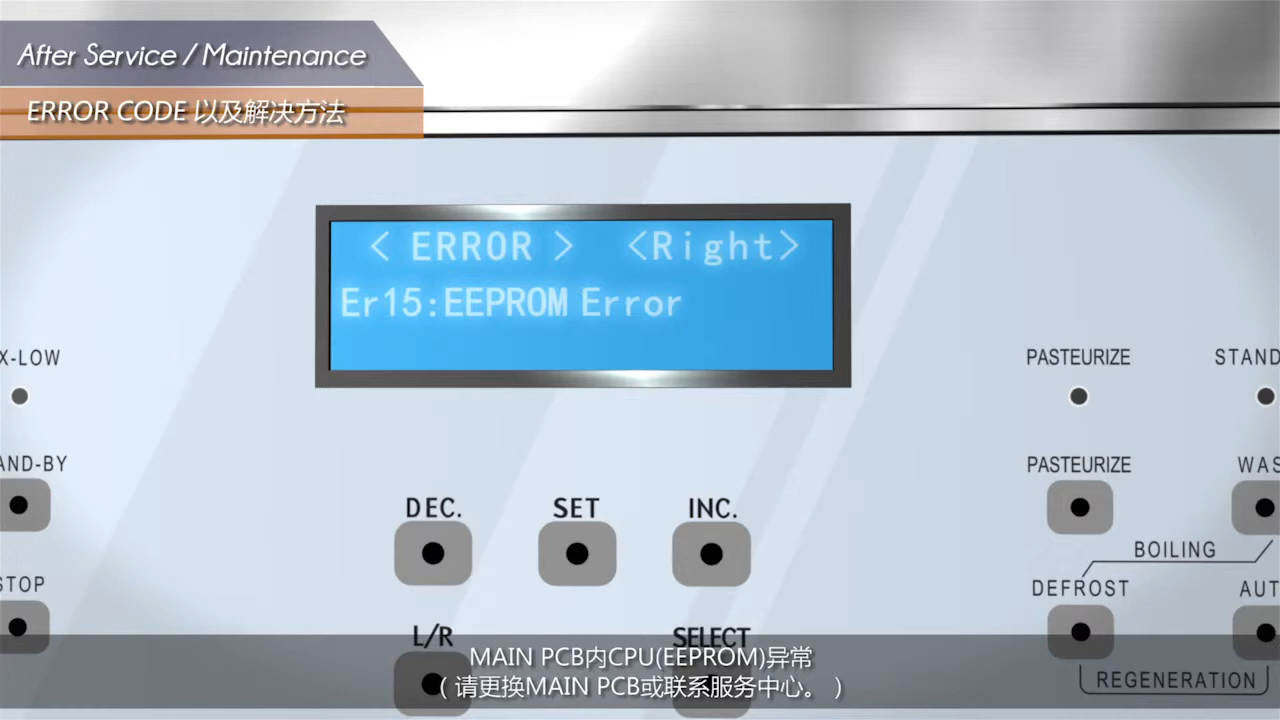 After Service / Maintenance
ERROR CODE 以及解决方法
< ERROR > <Right>
Er15:EEPROM Error
X-LOW
PASTEURIZE
STAND
AND-BY
PASTEURIZE
WAS
DEC.
SET
INC.
BOILING
STOP
DEFROST
AUT
L/R
SELECT
REGENERATION
MAIN PCB内CPU(EEPROM)异常
( 请更换MAIN PCB或联系服务中心。 )